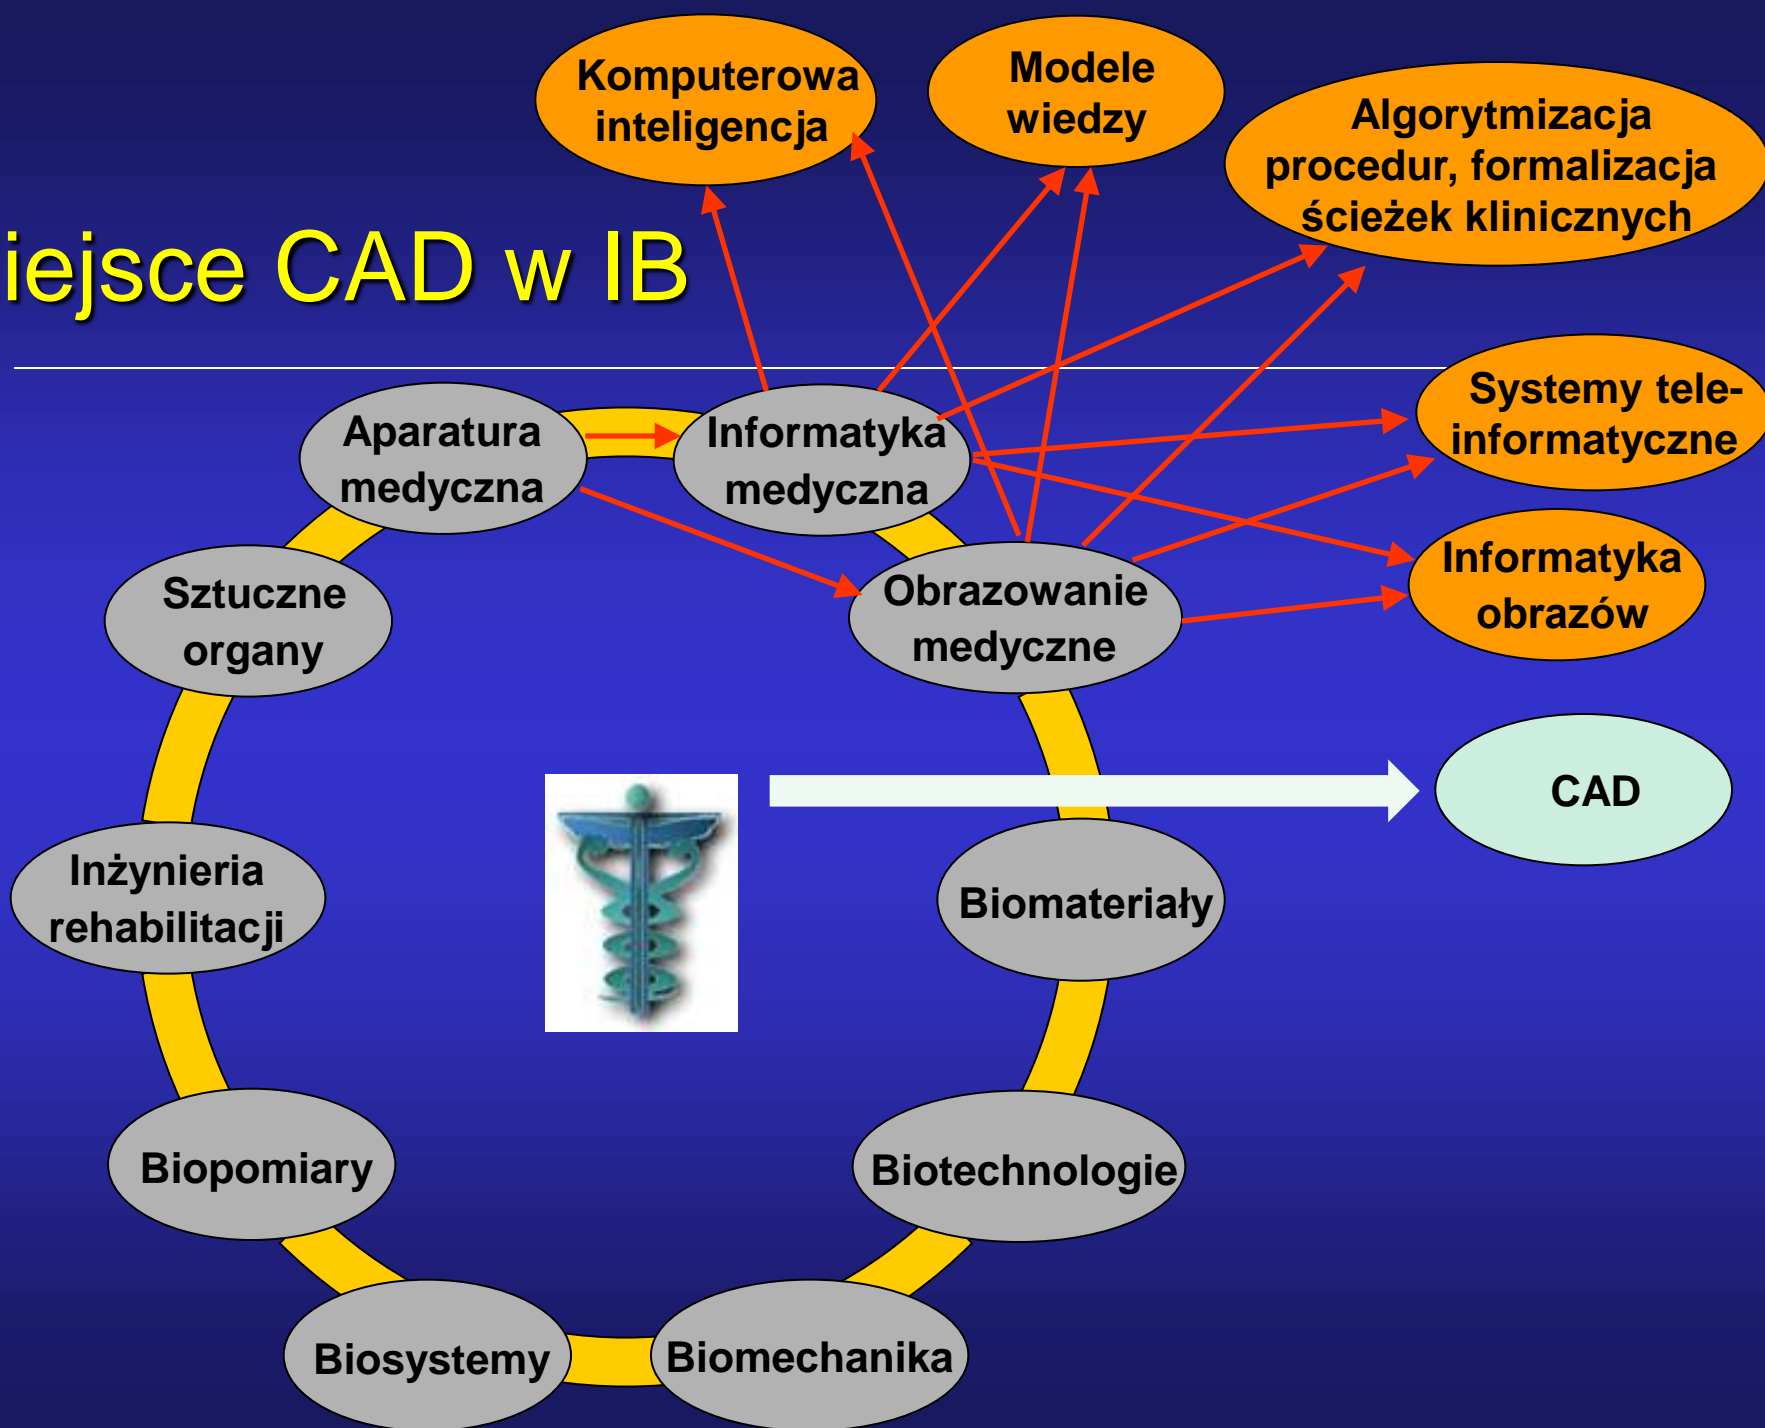 Komputerowa
inteligencja
Modele
wiedzy
Algorytmizacja
procedur, formalizacja
ścieżek klinicznych
iejsce CAD w IB
Systemy tele-
informatyczne
Aparatura
medyczna
Informatyka
medyczna
Informatyka
obrazów
Sztuczne
organy
Obrazowanie
medyczne
CAD
Inżynieria
rehabilitacji
Biomateriały
Biopomiary
Biotechnologie
Biosystemy
Biomechanika